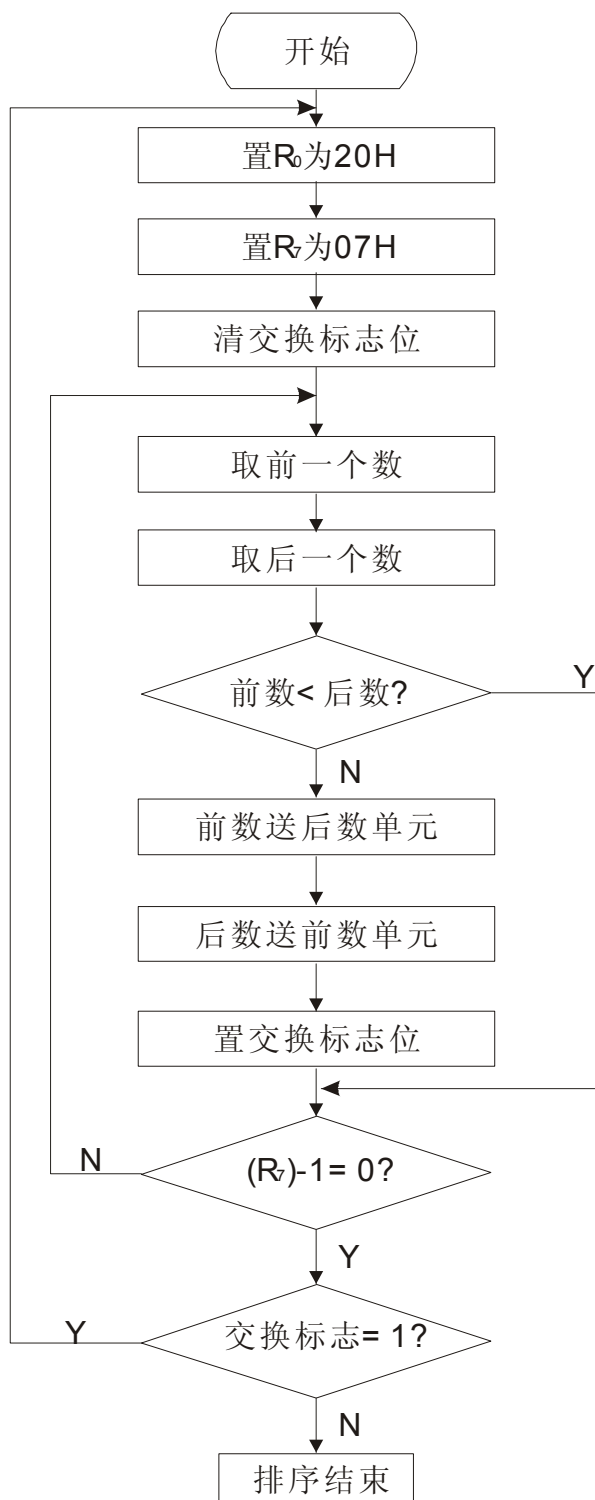 开始
置R₀为20H
置R₇为07H
清交换标志位
取前一个数
取后一个数
前数< 后数?
Y
N
前数送后数单元
后数送前数单元
置交换标志位
N
(R₇)-1= 0?
Y
Y
交换标志= 1?
N
排序结束